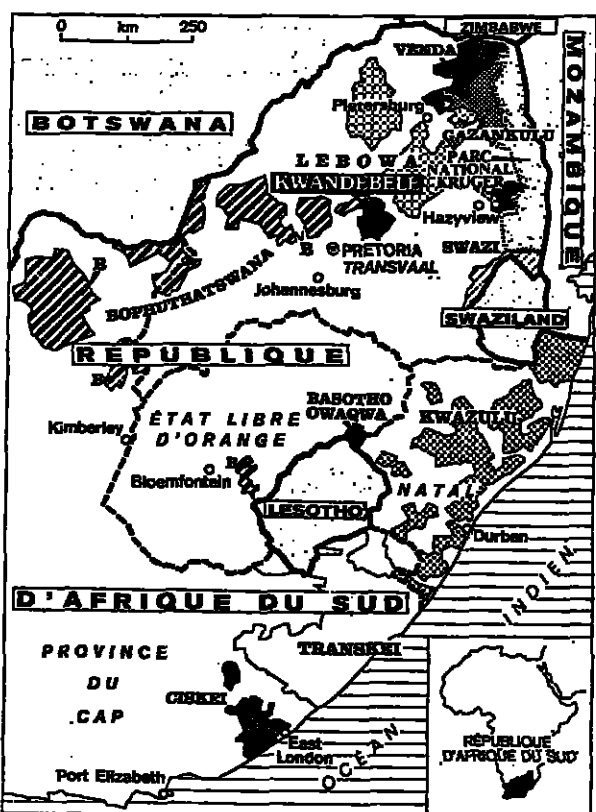 0 km 250
ZIMBABWE
VENDA
MOZAMBIQUE
Pietersburg
BOTSWANA
GAZANKULU
LEBOWA
PARC
NATIONAL
KRUGER
KWANDEBELE
Hazyview
B
B
PRETORIA
SWAZI
TRANSVAAL
BOPHUTHATSWANA
Johannesburg
SWAZILAND
RÉPUBLIQUE
B
BASOTHO
QWAQWA
KWAZULU
Kimberley
ÉTAT LIBRE
D'ORANGE
B
Bloemfontein
NATAL
LESOTHO
Durban
D'AFRIQUE DU SUD
PROVINCE
DU
CAP
TRANSKEI
CISKEI
East
London
Port Elizabeth
OCÉAN
INDIEN
RÉPUBLIQUE
D'AFRIQUE DU SUD